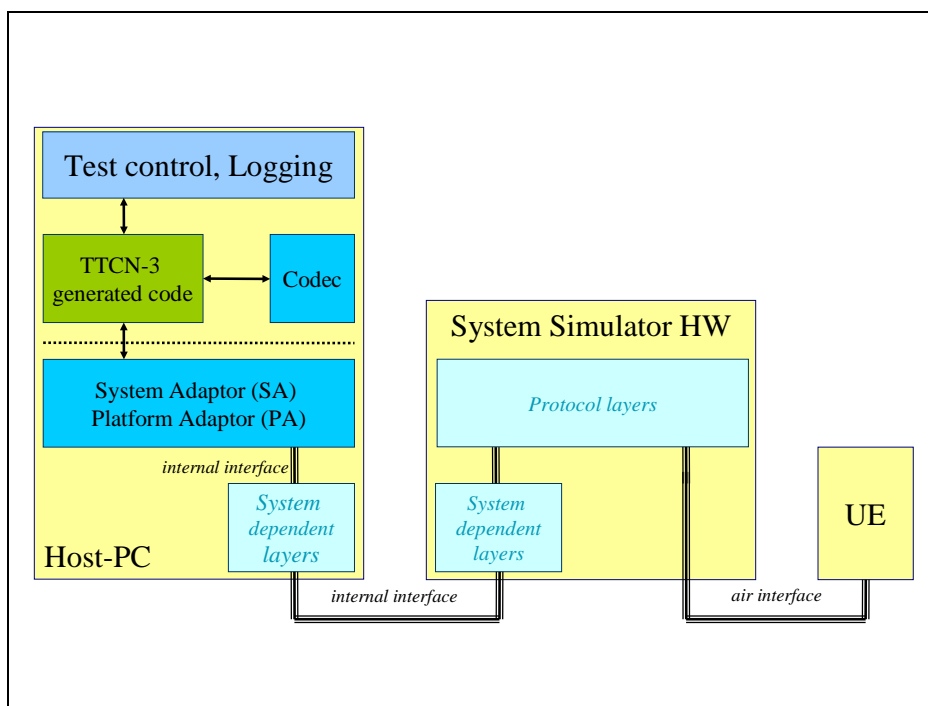 Test control, Logging
TTCN-3
generated code
Codec
System Adaptor (SA)
Platform Adaptor (PA)
internal interface
System
dependent
layers
Host-PC
internal interface
System Simulator HW
Protocol layers
System
dependent
layers
air interface
UE